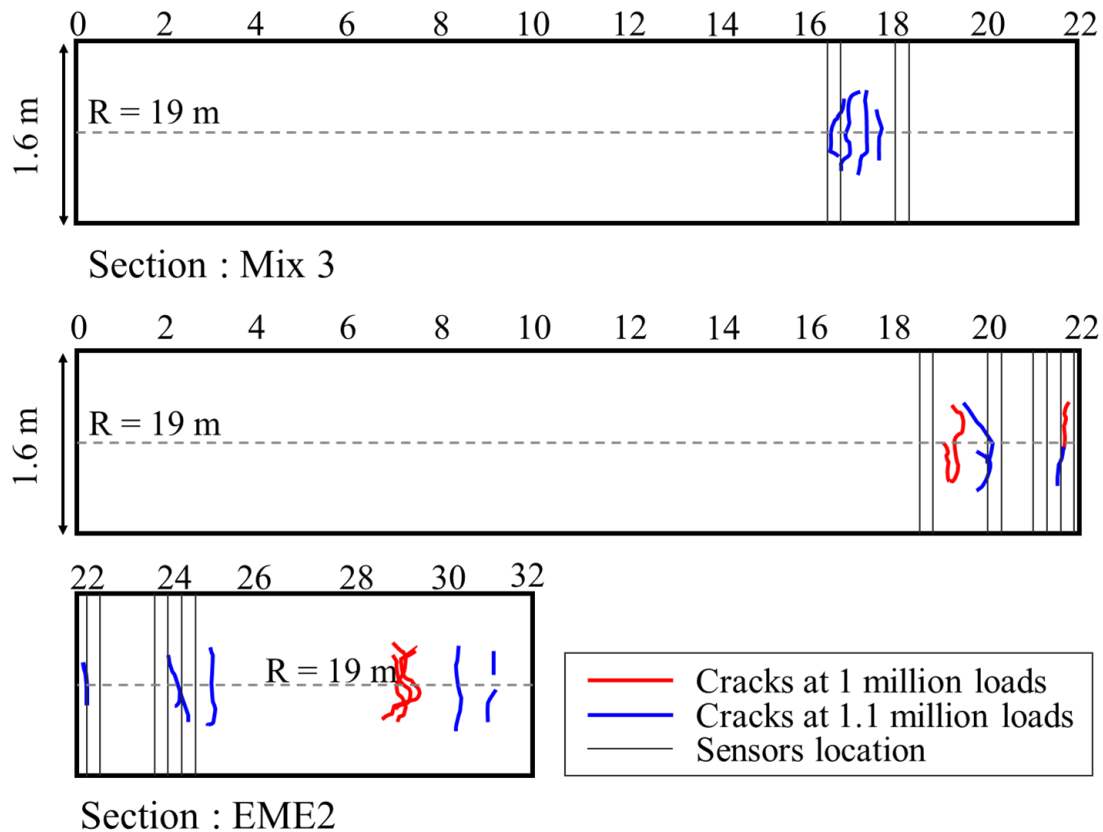 0 2 4 6 8 10 12 14 16 18 20 22
1.6 m
R = 19 m
Section : Mix 3
0 2 4 6 8 10 12 14 16 18 20 22
1.6 m
R = 19 m
22 24 26 28 30 32
R = 19 m
Section : EME2
Cracks at 1 million loads
Cracks at 1.1 million loads
Sensors location